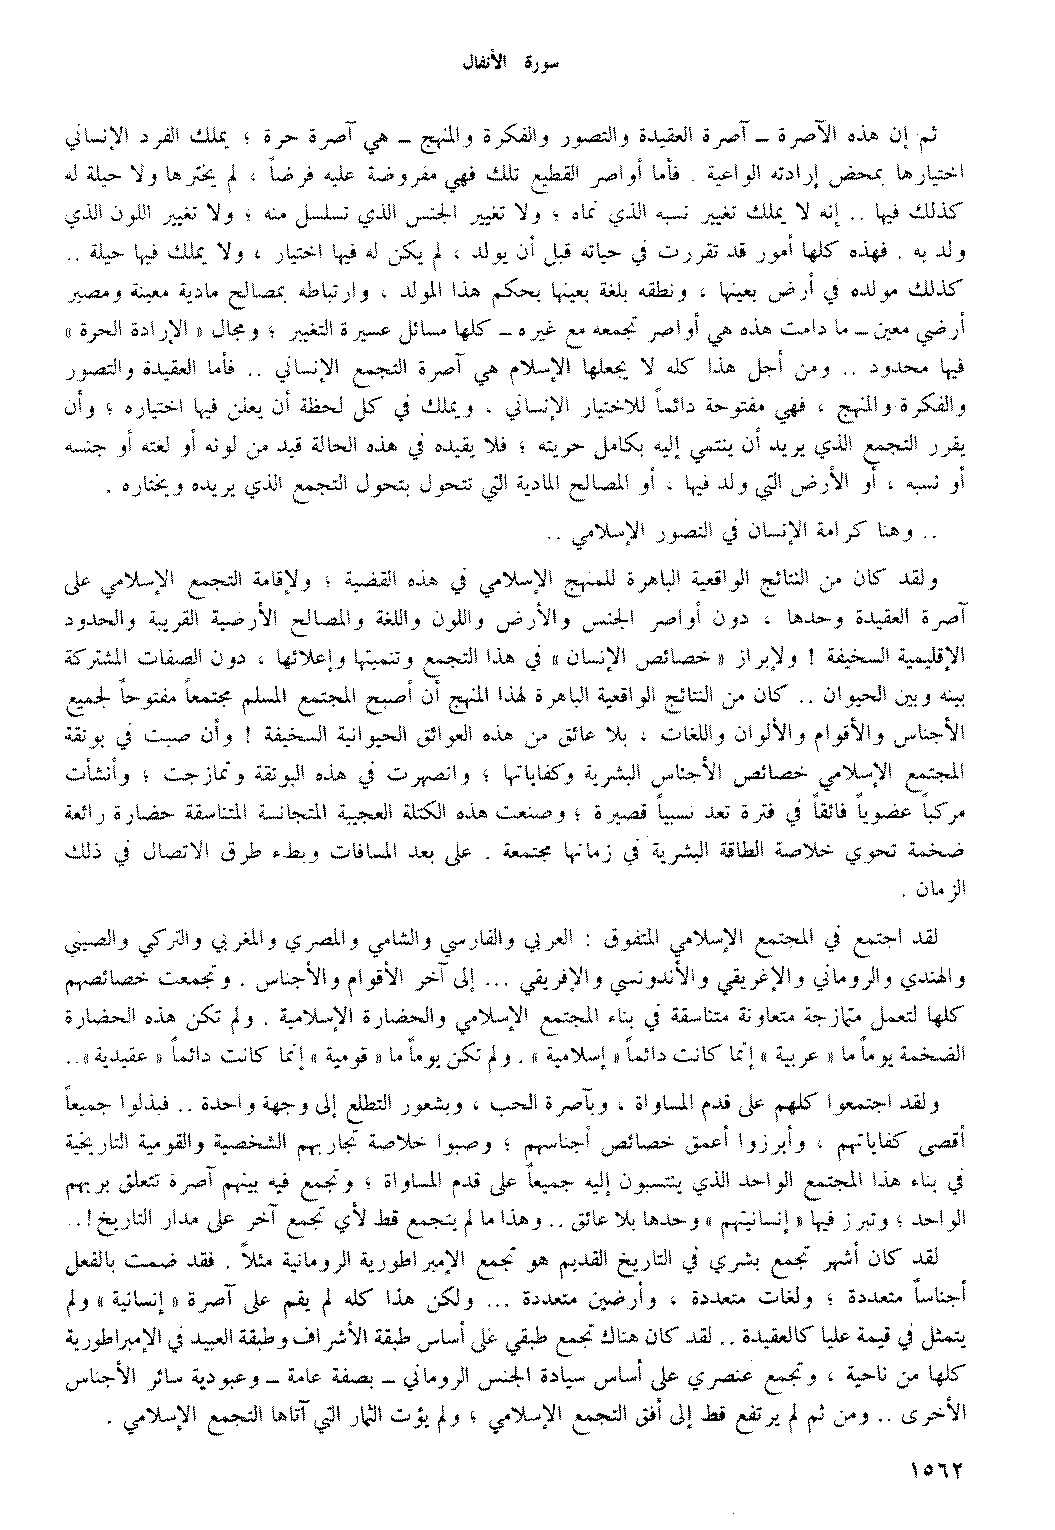 سورة الأنفال
ثم إن هذه الآصرة – آصرة العقيدة والتصور والفكرة والمنهج – هي آصرة حرة ؛ يملك الفرد الإنساني
اختيارها بمحض إرادته الواعية . فأما أواصر القطيع تلك فهي مفروضة عليه فرضاً ، لم يخترها ولا حيلة له
كذلك فيها .. إنه لا يملك تغيير نسبه الذي نماه ؛ ولا تغيير الجنس الذي تسلسل منه ؛ ولا تغيير اللون الذي
ولد به . فهذه كلها أمور قد تقررت في حياته قبل أن يولد ، لم يكن له فيها اختيار ، ولا يملك فيها حيلة ..
كذلك مولده في أرض بعينها ، ونطقه بلغة بعينها بحكم هذا المولد ، وارتباطه بمصالح مادية معينة ومصير
أرضي معين – ما دامت هذه هي أواصر تجمعه مع غيره – كلها مسائل عسيرة التغيير ؛ ومجال « الإرادة الحرة »
فيها محدود .. ومن أجل هذا كله لا يجعلها الإسلام هي آصرة التجمع الإنساني .. فأما العقيدة والتصور
والفكرة والمنهج ، فهي مفتوحة دائماً للاختيار الإنساني . ويملك في كل لحظة أن يعلن فيها اختياره ؛ وأن
يقرر التجمع الذي يريد أن ينتمي إليه بكامل حريته ؛ فلا يقيده في هذه الحالة قيد من لونه أو لغته أو جنسه
أو نسبه ، أو الأرض التي ولد فيها ، أو المصالح المادية التي تتحول بتحول التجمع الذي يريده ويختاره .
.. وهنا كرامة الإنسان في التصور الإسلامي ..
ولقد كان من النتائج الواقعية الباهرة للمنهج الإسلامي في هذه القضية ؛ ولإقامة التجمع الإسلامي على
آصرة العقيدة وحدها ، دون أواصر الجنس والأرض واللون واللغة والمصالح الأرضية القريبة والحدود
الإقليمية السخيفة ! ولإبراز « خصائص الإنسان » في هذا التجمع وتنميتها وإعلائها ، دون الصفات المشتركة
بينه وبين الحيوان .. كان من النتائج الواقعية الباهرة لهذا المنهج أن أصبح المجتمع المسلم مجتمعاً مفتوحاً لجميع
الأجناس والأقوام والألوان واللغات ، بلا عائق من هذه العوائق الحيوانية السخيفة ! وأن صبت في بوتقة
المجتمع الإسلامي خصائص الأجناس البشرية وكفاياتها ؛ وانصهرت في هذه البوتقة وتمازجت ؛ وأنشأت
مركباً عضوياً فائقاً في فترة تعد نسبياً قصيرة ؛ وصنعت هذه الكتلة العجيبة المتجانسة المتناسقة حضارة رائعة
ضخمة تحوي خلاصة الطاقة البشرية في زمانها مجتمعة . على بعد المسافات وبطء طرق الاتصال في ذلك
الزمان .
لقد اجتمع في المجتمع الإسلامي المتفوق : العربي والفارسي والشامي والمصري والمغربي والتركي والصيني
والهندي والروماني والإغريقي والأندونسي والإفريقي ... إلى آخر الأقوام والأجناس . وتجمعت خصائصهم
كلها لتعمل متمازجة متعاونة متناسقة في بناء المجتمع الإسلامي والحضارة الإسلامية . ولم تكن هذه الحضارة
الضخمة يوماً ما « عربية » إنما كانت دائماً « إسلامية » . ولم تكن يوماً ما « قومية » إنما كانت دائماً « عقيدية »..
ولقد اجتمعوا كلهم على قدم المساواة ، وبآصرة الحب ، وبشعور التطلع إلى وجهة واحدة .. فبذلوا جميعاً
أقصى كفاياتهم ، وأبرزوا أعمق خصائص أجناسهم ؛ وصبوا خلاصة تجاربهم الشخصية والقومية التاريخية
في بناء هذا المجتمع الواحد الذي ينتسبون إليه جميعاً على قدم المساواة ؛ وتجمع فيه بينهم آصرة تتعلق بربهم
الواحد ؛ وتبرز فيها « إنسانيتهم » وحدها بلا عائق .. وهذا ما لم يتجمع قط لأي تجمع آخر على مدار التاريخ !..
لقد كان أشهر تجمع بشري في التاريخ القديم هو تجمع الإمبراطورية الرومانية مثلاً . فقد ضمت بالفعل
أجناساً متعددة ؛ ولغات متعددة ، وأرضين متعددة ... ولكن هذا كله لم يقم على آصرة « إنسانية » ولم
يتمثل في قيمة عليا كالعقيدة .. لقد كان هناك تجمع طبقي على أساس طبقة الأشراف وطبقة العبيد في الإمبراطورية
كلها من ناحية ، وتجمع عنصري على أساس سيادة الجنس الروماني – بصفة عامة – وعبودية سائر الأجناس
الأخرى .. ومن ثم لم يرتفع قط إلى أفق التجمع الإسلامي ؛ ولم يؤت الثمار التي آتاها التجمع الإسلامي .
١٥٦٢